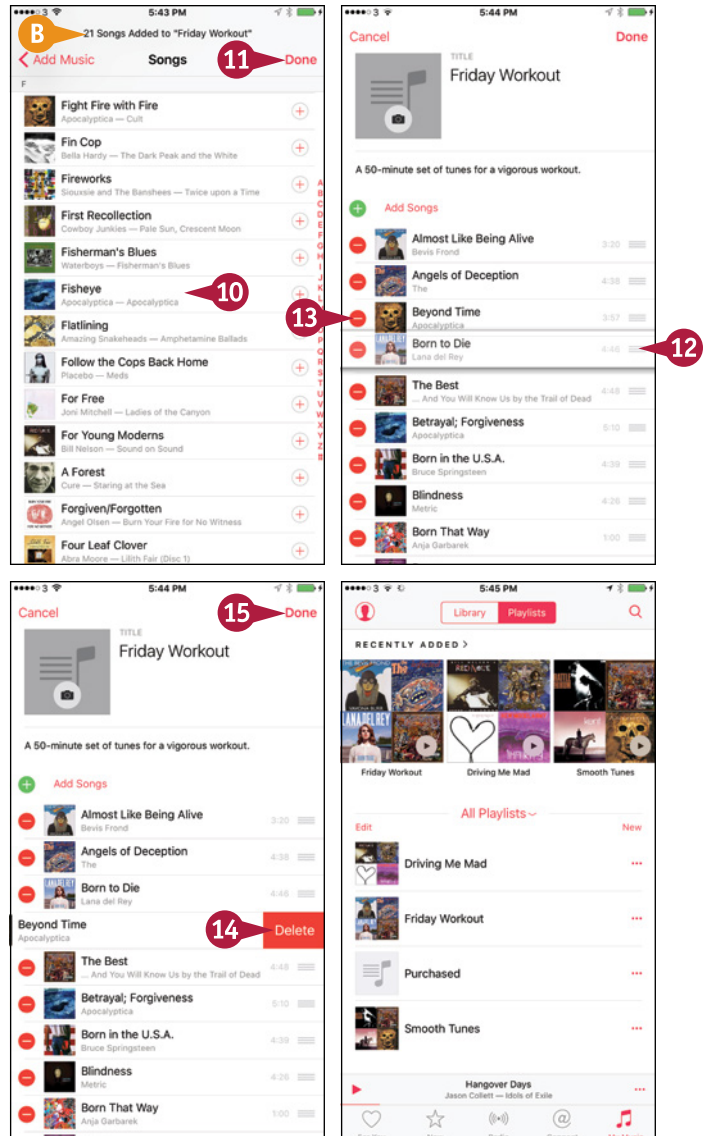 3
5:43 PM
B
21 Songs Added to "Friday Workout"
Add Music
Songs
11
Done
F
Fight Fire with Fire
Apocalyptica — Cult
Fin Cop
Bella Hardy — The Dark Peak and the White
Fireworks
Siouxsie and The Banshees — Twice upon a Time
First Recollection
Cowboy Junkies — Pale Sun, Crescent Moon
Fisherman's Blues
Waterboys — Fisherman's Blues
Fisheye
Apocalyptica — Apocalyptica
10
Flatlining
Amazing Snakeheads — Amphetamine Ballads
Follow the Cops Back Home
Placebo — Meds
For Free
Joni Mitchell — Ladies of the Canyon
For Young Moderns
Bill Nelson — Sound on Sound
A Forest
Cure — Staring at the Sea
Forgiven/Forgotten
Angel Olsen — Burn Your Fire for No Witness
Four Leaf Clover
Abra Moore — Lilith Fair (Disc 1)
A
B
C
D
E
F
G
H
I
J
K
L
P
Q
R
S
T
U
V
W
X
Y
Z
#
3
5:44 PM
Cancel
Done
TITLE
Friday Workout
A 50-minute set of tunes for a vigorous workout.
Add Songs
Almost Like Being Alive
Bevis Frond
3:20
Angels of Deception
The
4:38
13
Beyond Time
Apocalyptica
3:57
LANA DEL REY
Born to Die
Lana del Rey
4:46
12
The Best
... And You Will Know Us by the Trail of Dead
4:48
Betrayal; Forgiveness
Apocalyptica
5:10
Born in the U.S.A.
Bruce Springsteen
4:39
Blindness
Metric
4:26
Born That Way
Anja Garbarek
1:00
3
5:44 PM
Cancel
15
Done
TITLE
Friday Workout
A 50-minute set of tunes for a vigorous workout.
Add Songs
Almost Like Being Alive
Bevis Frond
3:20
Angels of Deception
The
4:38
LANA DEL REY
Born to Die
Lana del Rey
4:46
Beyond Time
Apocalyptica
14
Delete
The Best
... And You Will Know Us by the Trail of Dead
4:48
Betrayal; Forgiveness
Apocalyptica
5:10
Born in the U.S.A.
Bruce Springsteen
4:39
Blindness
Metric
4:26
Born That Way
Anja Garbarek
1:00
3
5:45 PM
Library
Playlists
RECENTLY ADDED >
The
LANA DEL REY
kent
Friday Workout
Driving Me Mad
Smooth Tunes
All Playlists
Edit
New
Driving Me Mad
Friday Workout
Purchased
Smooth Tunes
Hangover Days
Jason Collett — Idols of Exile